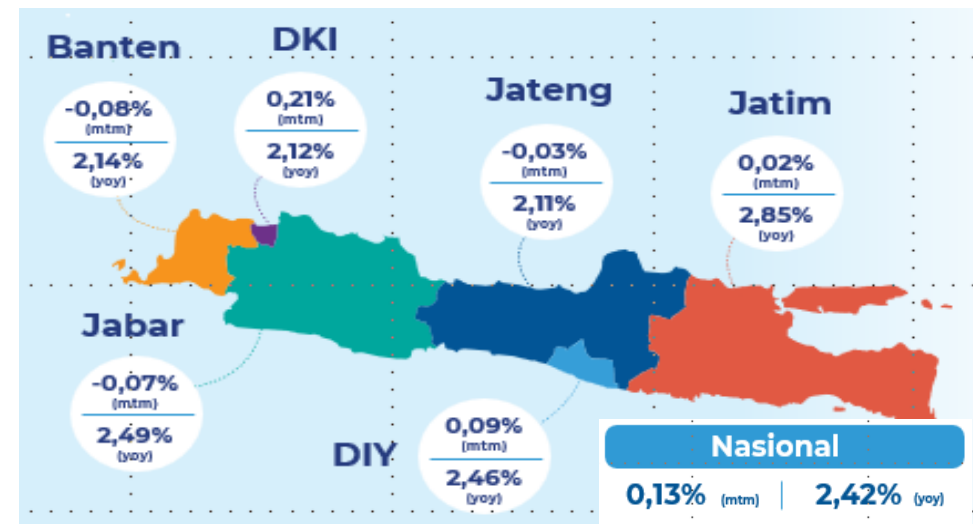 Banten
-0,08%
(mtm)
2,14%
(yoy)
DKI
0,21%
(mtm)
2,12%
(yoy)
Jateng
-0,03%
(mtm)
2,11%
(yoy)
Jatim
0,02%
(mtm)
2,85%
(yoy)
Jabar
-0,07%
(mtm)
2,49%
(yoy)
DIY
0,09%
(mtm)
2,46%
(yoy)
Nasional
0,13% (mtm) 2,42% (yoy)